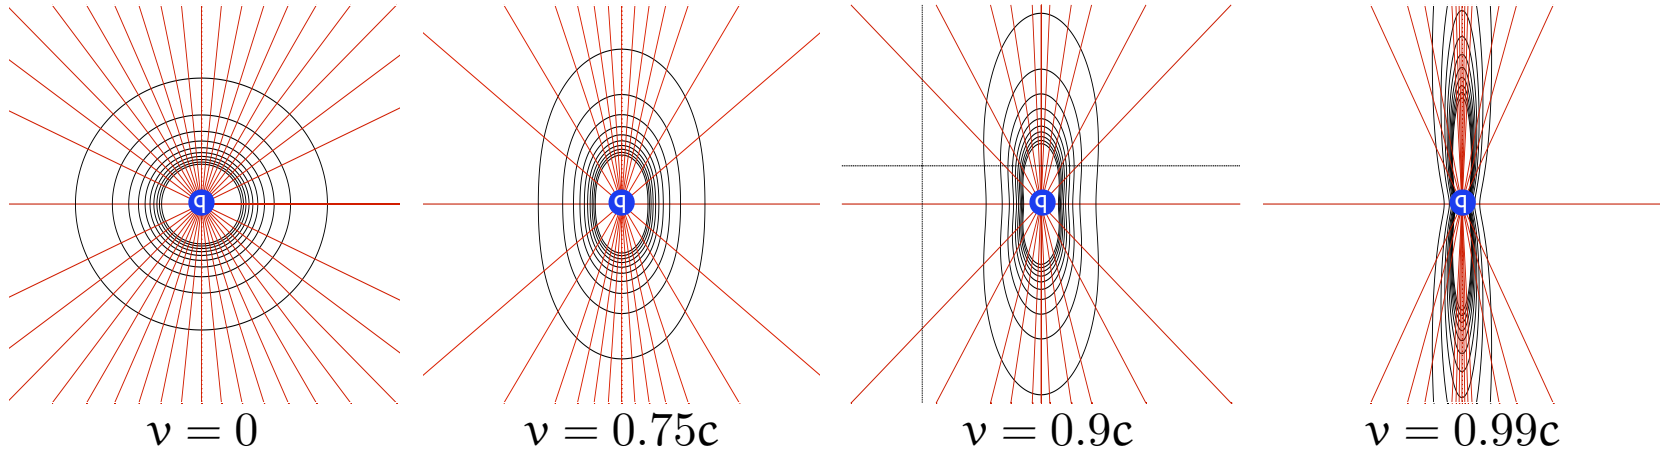 q q q q
v = 0 v = 0.75c v = 0.9c v = 0.99c